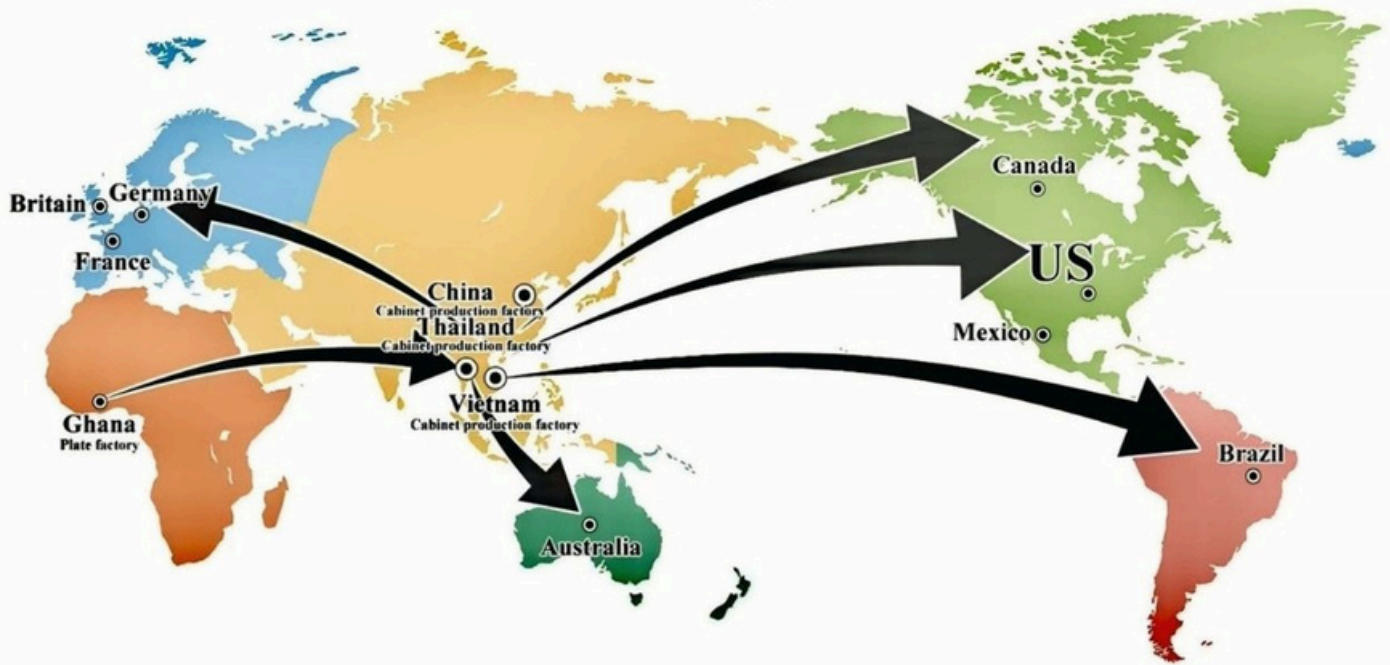 Britain
Germany
France
China
Cabinet production factory
Thailand
Cabinet production factory
Vietnam
Cabinet production factory
Ghana
Plate factory
Australia
Canada
US
Mexico
Brazil